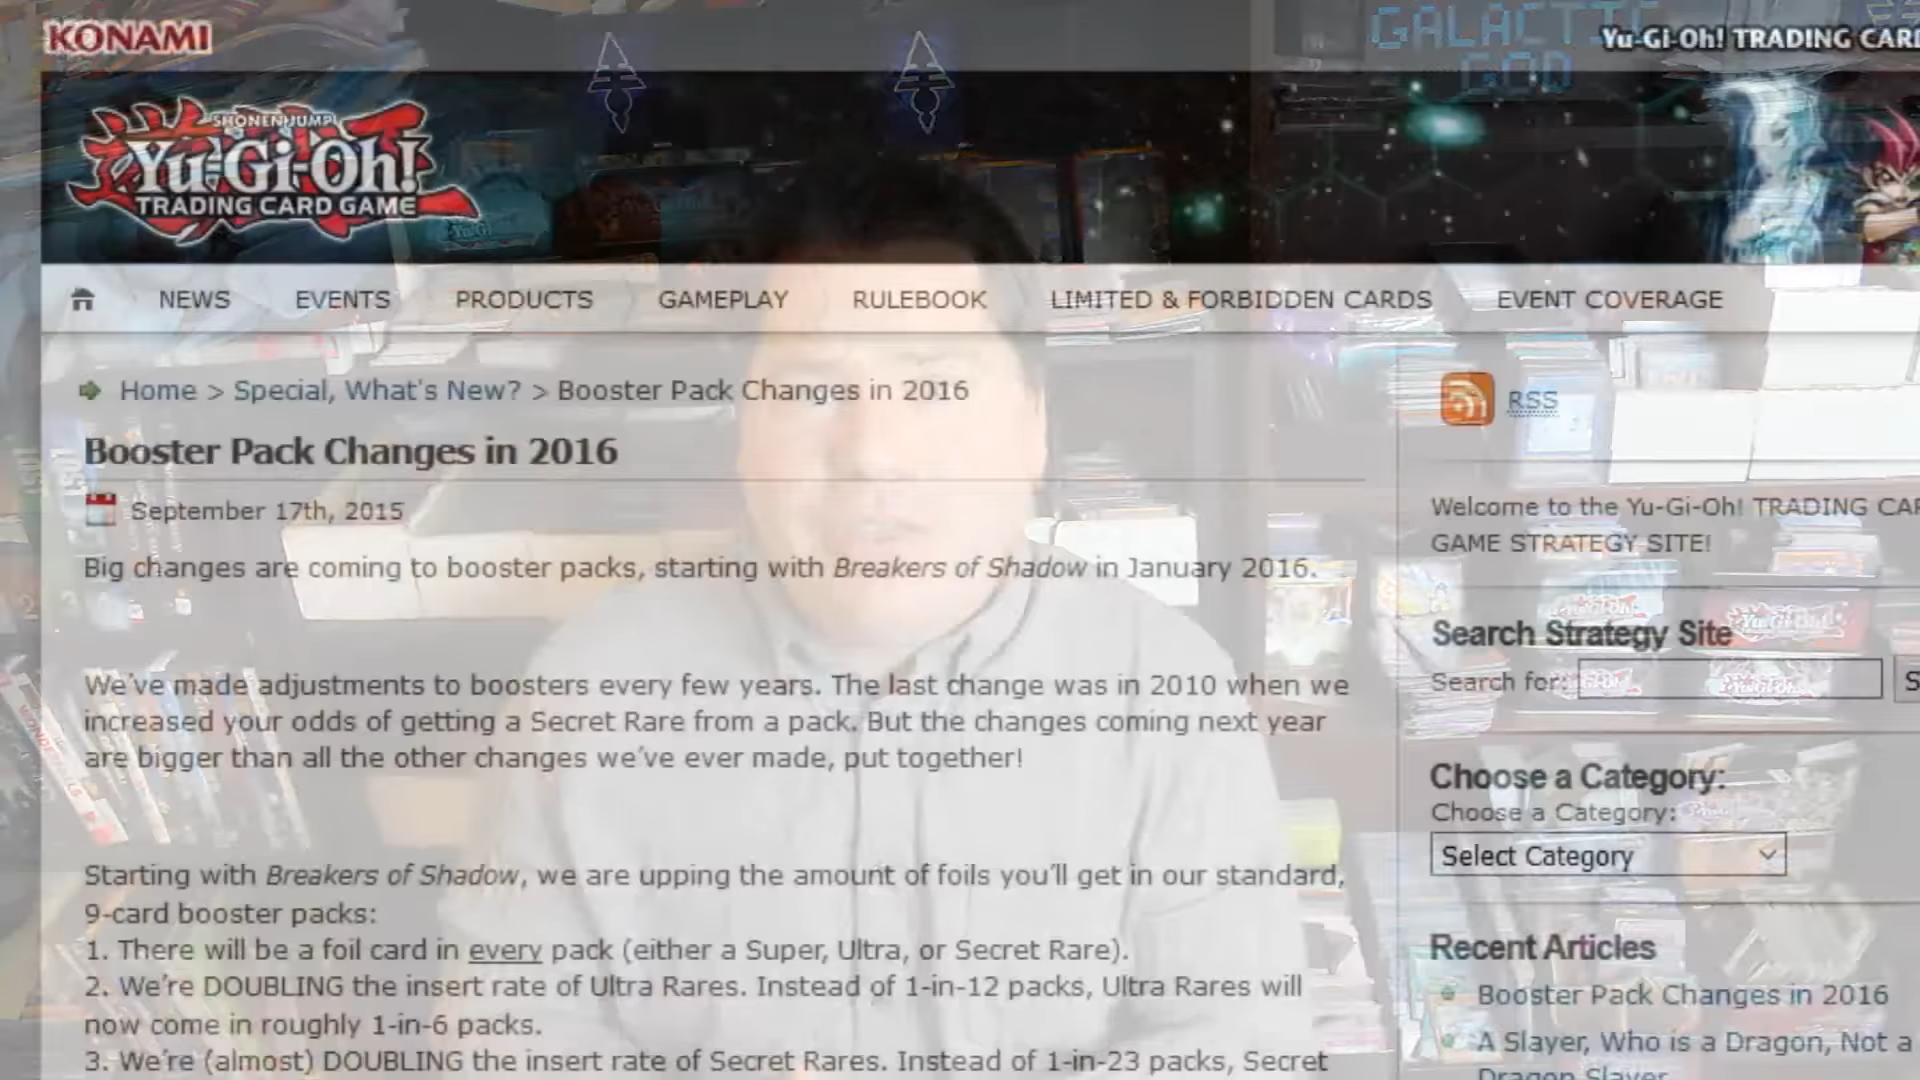 KONAMI
GALACTIC
GOD
Yu-Gi-Oh! TRADING CARD
SHONEN JUMP
Yu-Gi-Oh!
TRADING CARD GAME
NEWS EVENTS PRODUCTS GAMEPLAY RULEBOOK LIMITED & FORBIDDEN CARDS EVENT COVERAGE
Home > Special, What's New? > Booster Pack Changes in 2016
RSS
Booster Pack Changes in 2016
September 17th, 2015
Big changes are coming to booster packs, starting with Breakers of Shadow in January 2016.
We've made adjustments to boosters every few years. The last change was in 2010 when we
increased your odds of getting a Secret Rare from a pack. But the changes coming next year
are bigger than all the other changes we've ever made, put together!
Starting with Breakers of Shadow, we are upping the amount of foils you'll get in our standard,
9-card booster packs:
1. There will be a foil card in every pack (either a Super, Ultra, or Secret Rare).
2. We're DOUBLING the insert rate of Ultra Rares. Instead of 1-in-12 packs, Ultra Rares will
now come in roughly 1-in-6 packs.
3. We're (almost) DOUBLING the insert rate of Secret Rares. Instead of 1-in-23 packs, Secret
Welcome to the Yu-Gi-Oh! TRADING CAR
GAME STRATEGY SITE!
Search Strategy Site
Search for:
S
Choose a Category:
Choose a Category:
Select Category
Recent Articles
Booster Pack Changes in 2016
A Slayer, Who is a Dragon, Not a
Dragon Slayer